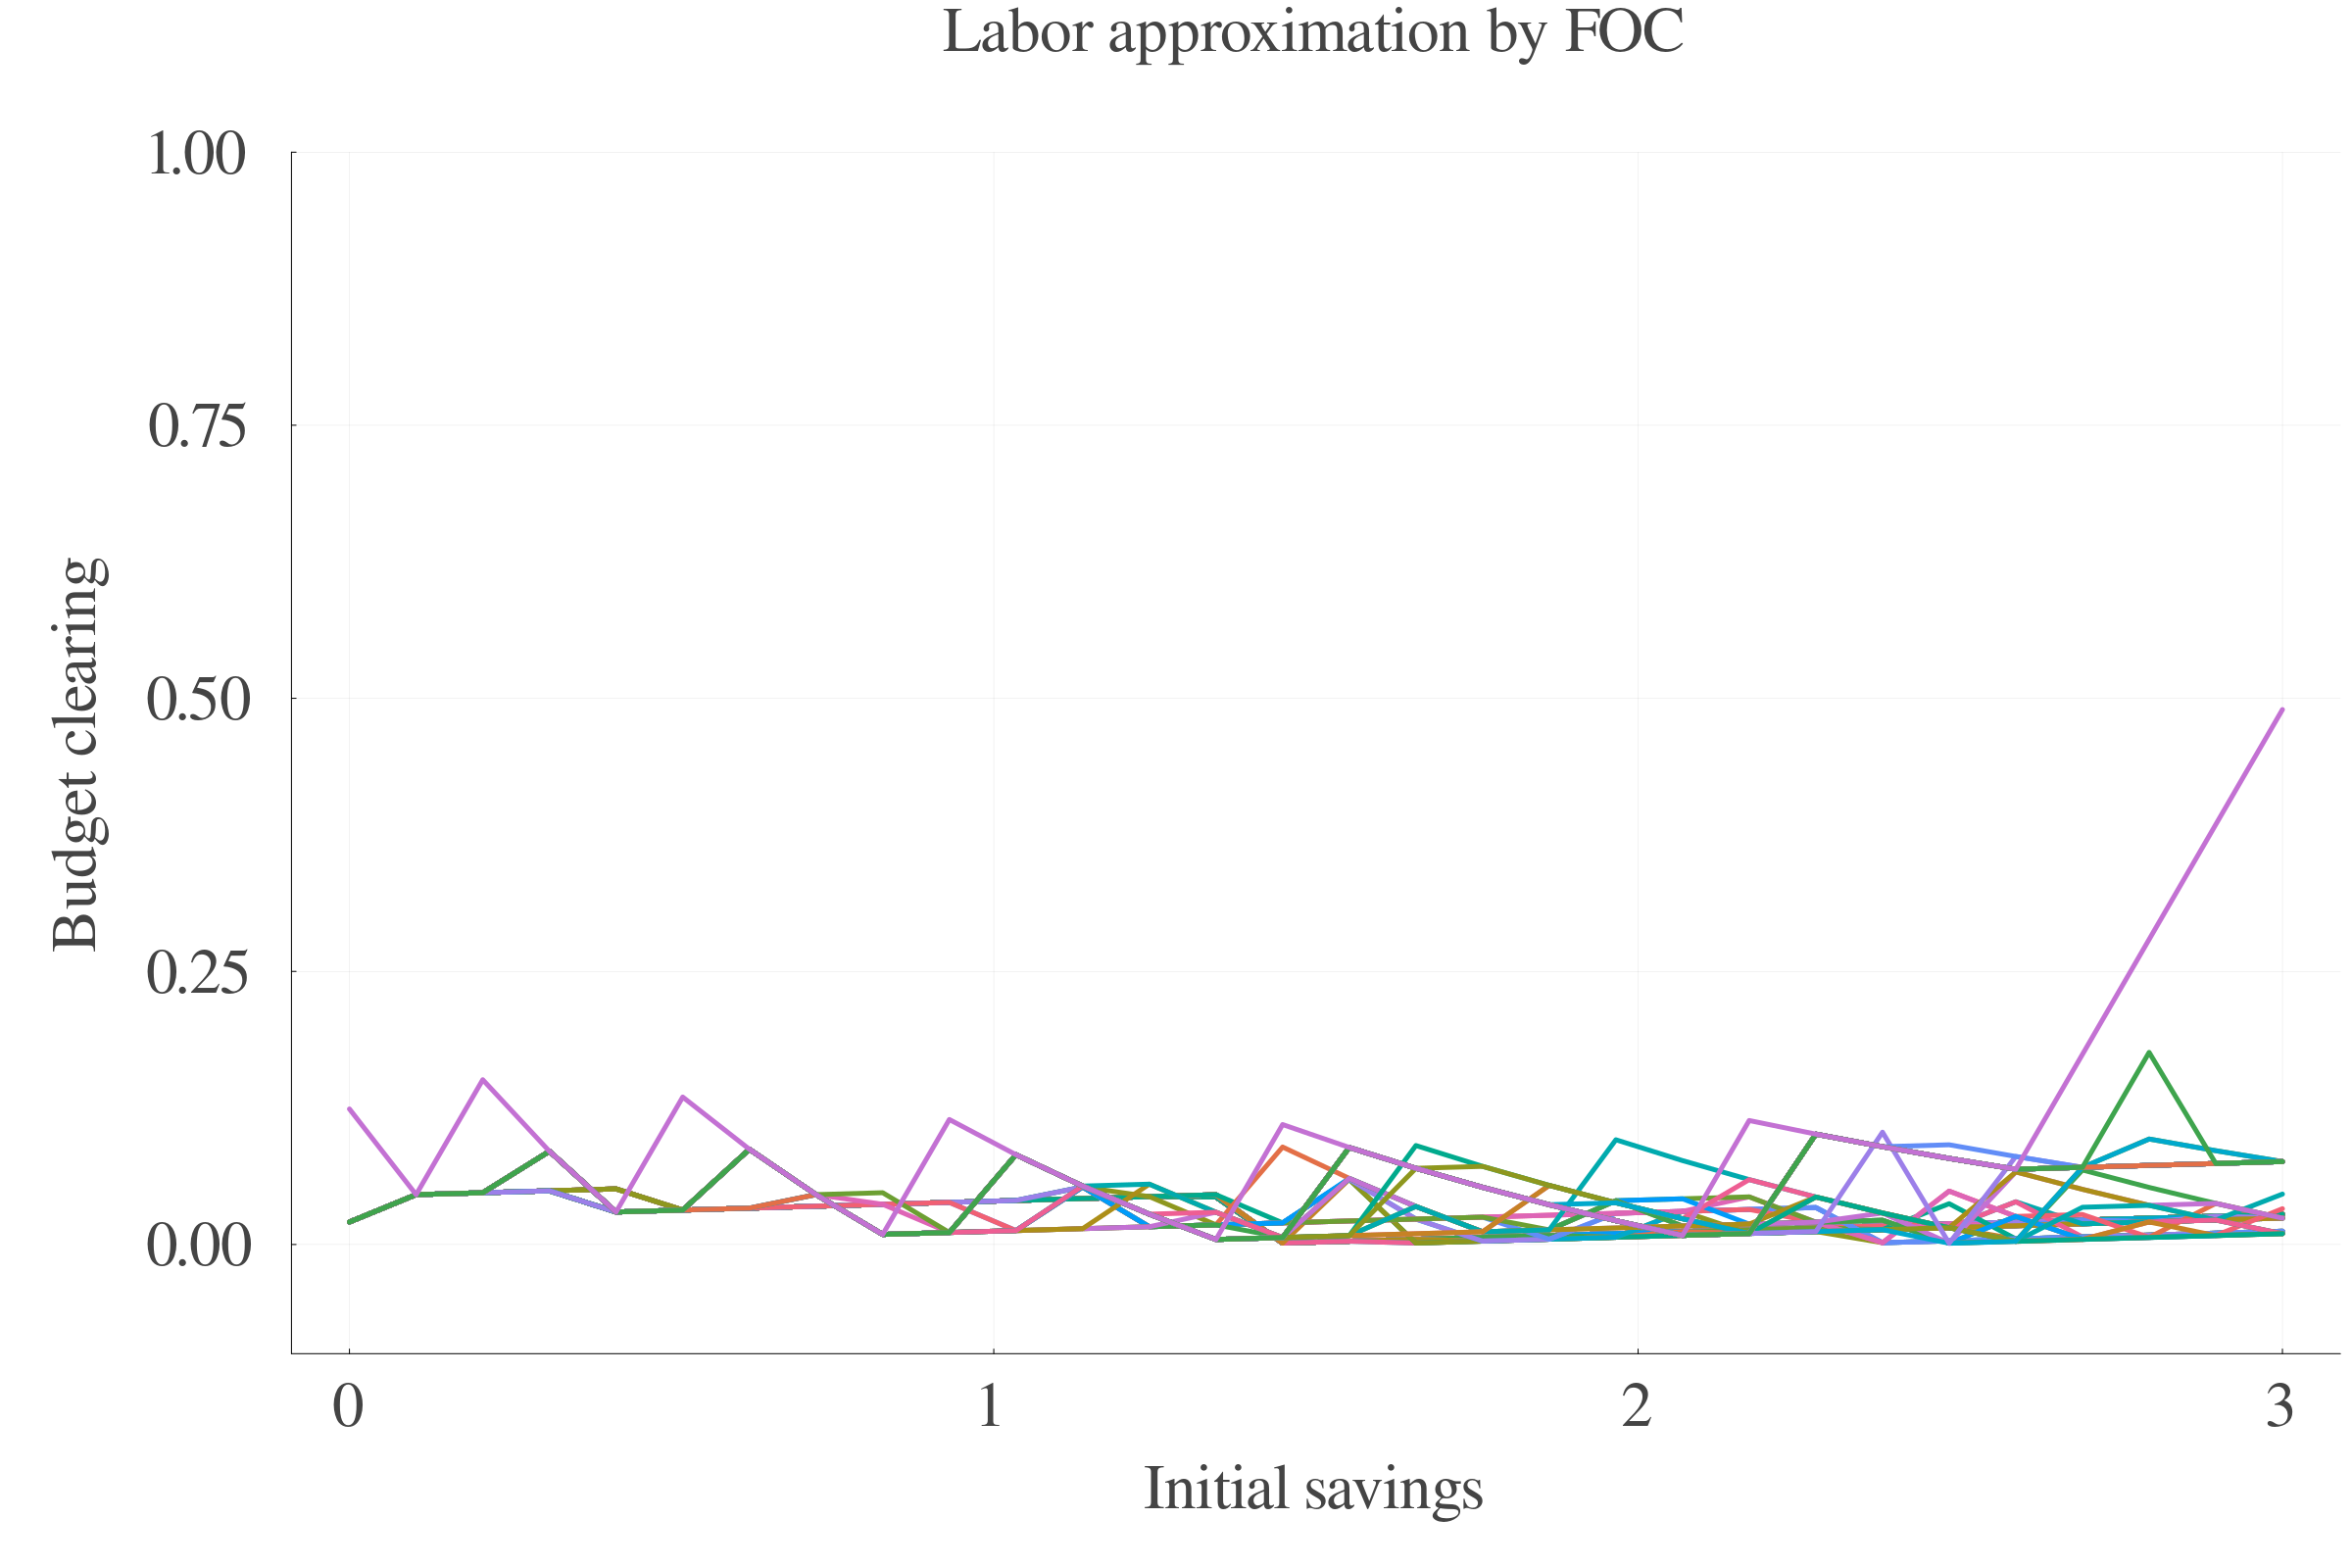 Labor approximation by FOC
1.00
0.75
0.50
0.25
0.00
Budget clearing
0 1 2 3
Initial savings